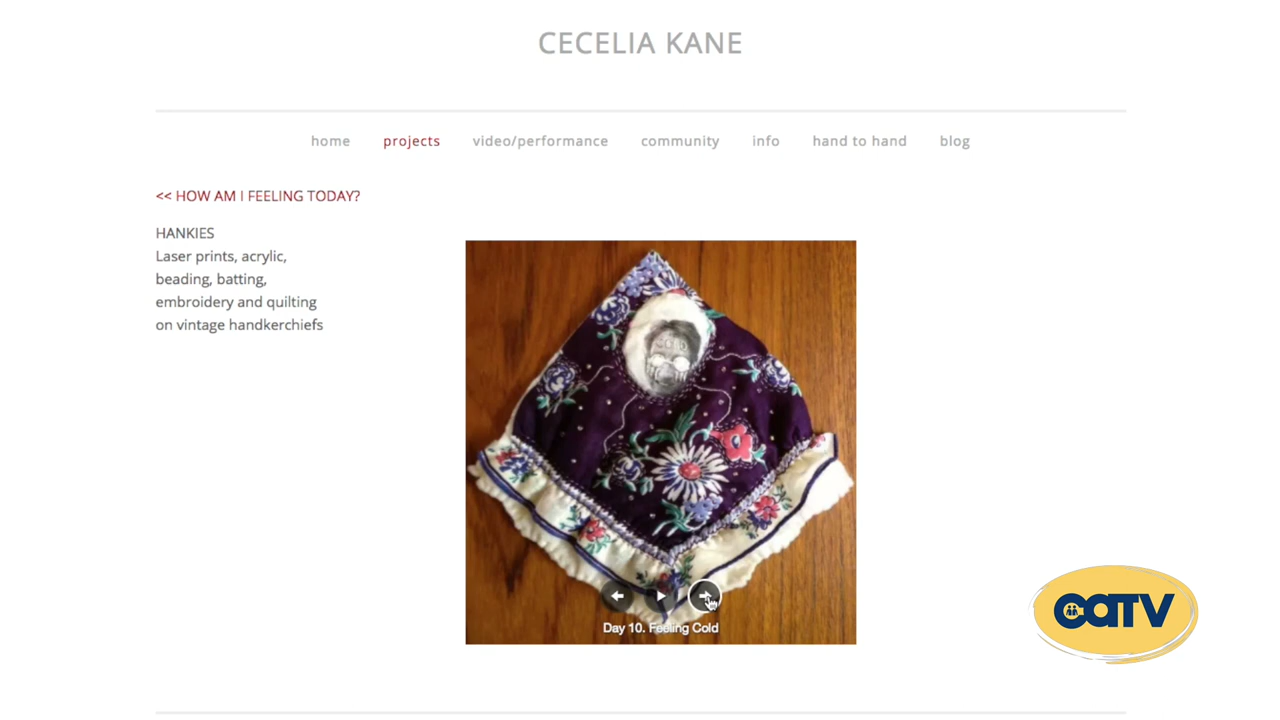 CECELIA KANE
home projects video/performance community info hand to hand blog
<< HOW AM I FEELING TODAY?
HANKIES
Laser prints, acrylic,
beading, batting,
embroidery and quilting
on vintage handkerchiefs
Day 10. Feeling Cold
CATV